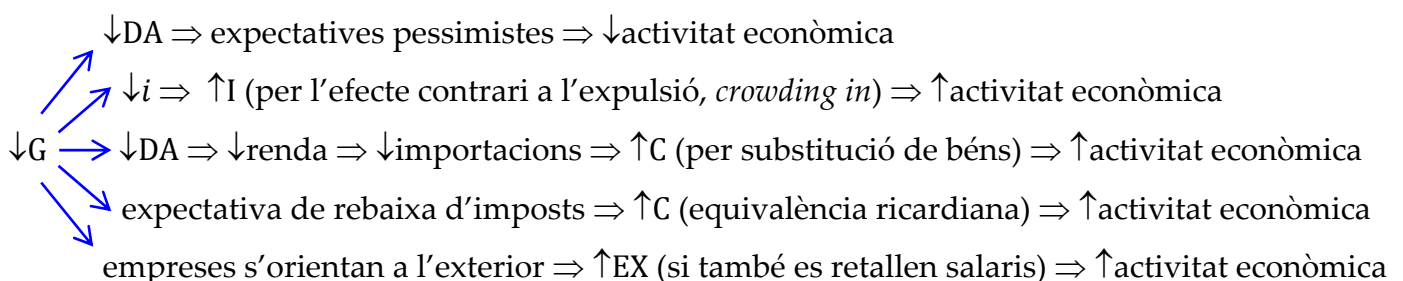 ↓DA ⇒ expectatives pessimistes ⇒ ↓activitat econòmica
↓i ⇒ ↑I (per l’efecte contrari a l’expulsió, crowding in) ⇒ ↑activitat econòmica
↓G ↓DA ⇒ ↓renda ⇒ ↓importacions ⇒ ↑C (per substitució de béns) ⇒ ↑activitat econòmica
expectativa de rebaixa d’imposts ⇒ ↑C (equivalència ricardiana) ⇒ ↑activitat econòmica
empreses s’orientan a l’exterior ⇒ ↑EX (si també es retallen salaris) ⇒ ↑activitat econòmica